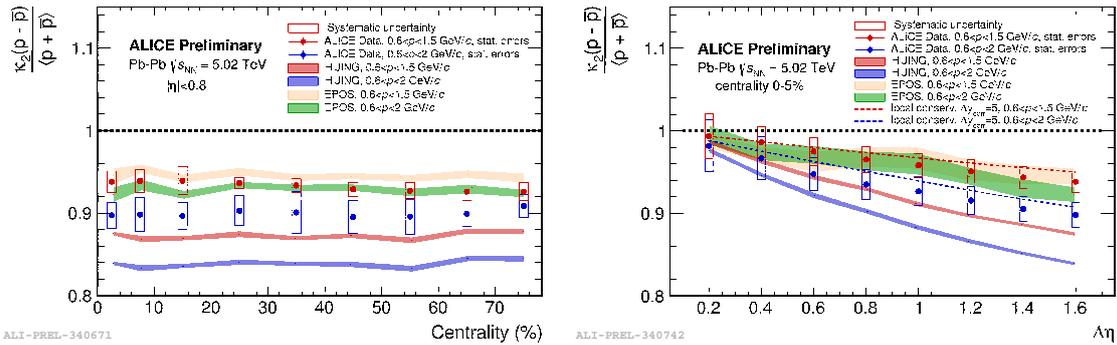 κ₂(p - p̅)
⟨p + p̅⟩
1.1
1
0.9
0.8
ALICE Preliminary
Pb-Pb √sNN = 5.02 TeV
|η|<0.8
Systematic uncertainty
ALICE Data, 0.6<p<1.5 GeV/c, stat. errors
ALICE Data, 0.6<p<2 GeV/c, stat. errors
HIJING, 0.6<p<1.5 GeV/c
HIJING, 0.6<p<2 GeV/c
EPOS, 0.6<p<1.5 GeV/c
EPOS, 0.6<p<2 GeV/c
0 10 20 30 40 50 60 70
Centrality (%)
ALI-PREL-340671
κ₂(p - p̅)
⟨p + p̅⟩
1.1
1
0.9
0.8
ALICE Preliminary
Pb-Pb √sNN = 5.02 TeV
centrality 0-5%
Systematic uncertainty
ALICE Data, 0.6<p<1.5 GeV/c, stat. errors
ALICE Data, 0.6<p<2 GeV/c, stat. errors
HIJING, 0.6<p<1.5 GeV/c
HIJING, 0.6<p<2 GeV/c
EPOS, 0.6<p<1.5 GeV/c
EPOS, 0.6<p<2 GeV/c
local conserv. Δycorr=5, 0.6<p<1.5 GeV/c
local conserv. Δycorr=5, 0.6<p<2 GeV/c
0.2 0.4 0.6 0.8 1 1.2 1.4 1.6
Δη
ALI-PREL-340742